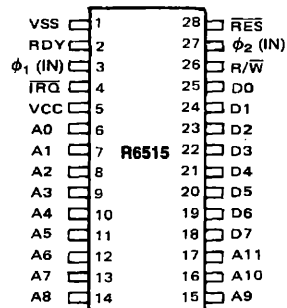 VSS 1 28 R̅E̅S̅
RDY 2 27 ϕ2 (IN)
ϕ1 (IN) 3 26 R/W̅
I̅R̅Q̅ 4 25 D0
VCC 5 24 D1
A0 6 23 D2
A1 7 R6515 22 D3
A2 8 21 D4
A3 9 20 D5
A4 10 19 D6
A5 11 18 D7
A6 12 17 A11
A7 13 16 A10
A8 14 15 A9